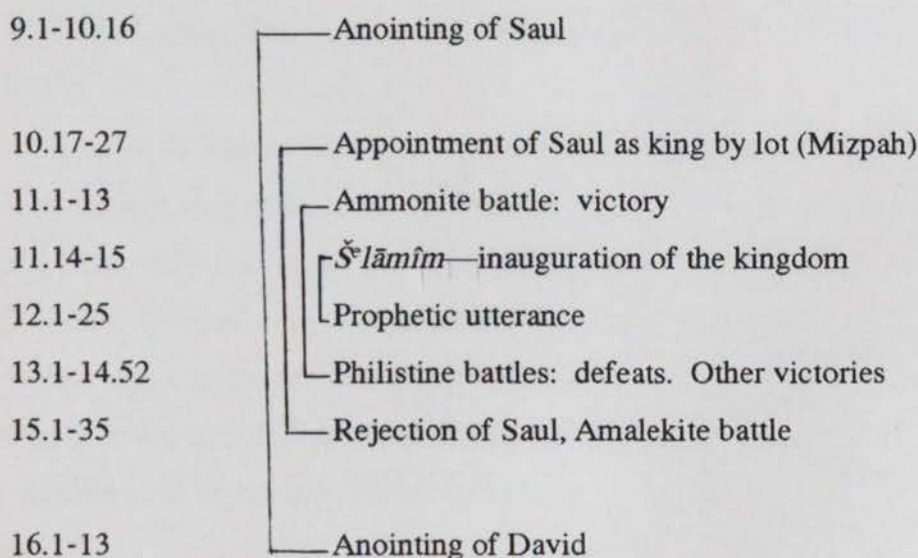 9.1-10.16 Anointing of Saul
10.17-27 Appointment of Saul as king by lot (Mizpah)
11.1-13 Ammonite battle: victory
11.14-15 Šᵉlāmîm—inauguration of the kingdom
12.1-25 Prophetic utterance
13.1-14.52 Philistine battles: defeats. Other victories
15.1-35 Rejection of Saul, Amalekite battle
16.1-13 Anointing of David